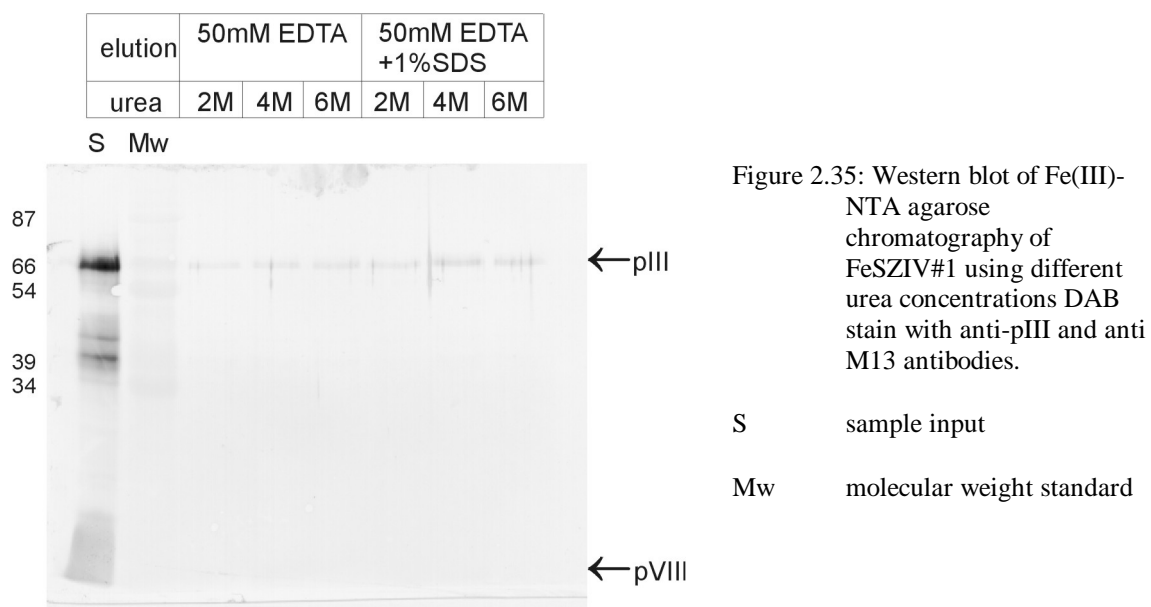 elution 50mM EDTA 50mM EDTA +1%SDS
urea 2M 4M 6M 2M 4M 6M
S Mw
87
66
54
39
34
←pIII
←pVIII
Figure 2.35: Western blot of Fe(III)-
NTA agarose
chromatography of
FeSZIV#1 using different
urea concentrations DAB
stain with anti-pIII and anti
M13 antibodies.
S sample input
Mw molecular weight standard